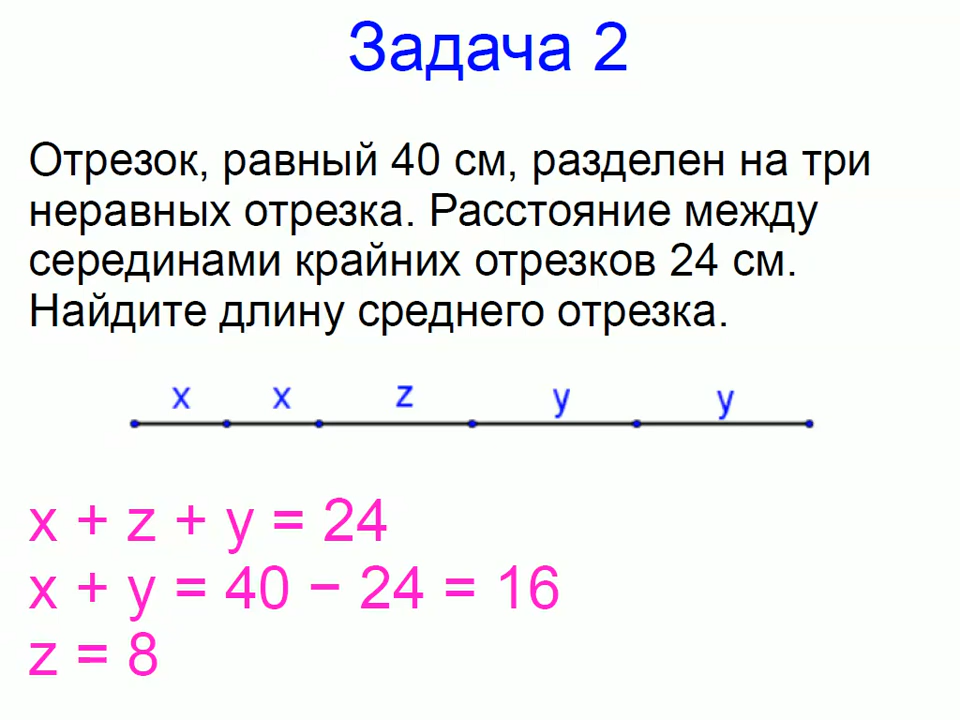 Задача 2
Отрезок, равный 40 см, разделен на три
неравных отрезка. Расстояние между
серединами крайних отрезков 24 см.
Найдите длину среднего отрезка.
x x z y y
x + z + y = 24
x + y = 40 − 24 = 16
z = 8